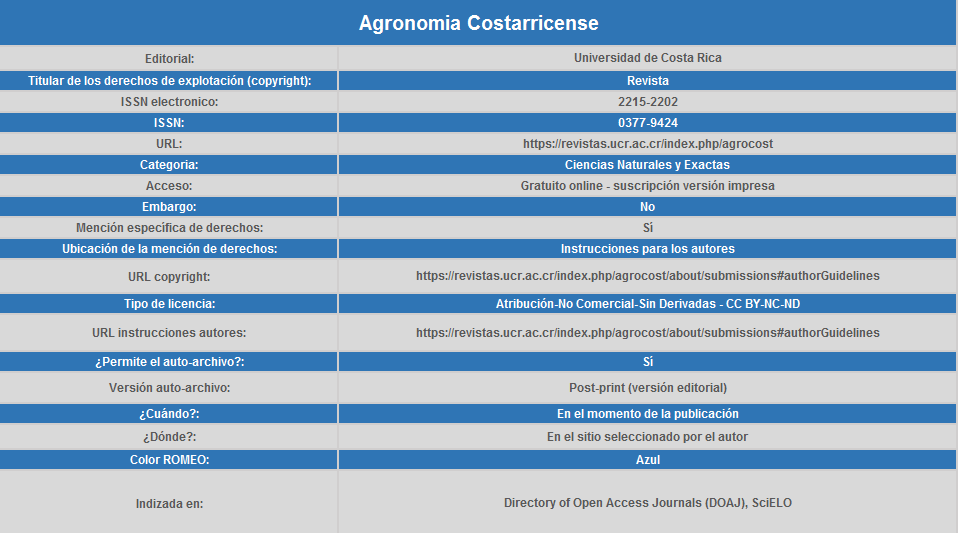 Agronomia Costarricense
Editorial: Universidad de Costa Rica
Titular de los derechos de explotación (copyright): Revista
ISSN electronico: 2215-2202
ISSN: 0377-9424
URL: https://revistas.ucr.ac.cr/index.php/agrocost
Categoria: Ciencias Naturales y Exactas
Acceso: Gratuito online - suscripción versión impresa
Embargo: No
Mención específica de derechos: Sí
Ubicación de la mención de derechos: Instrucciones para los autores
URL copyright: https://revistas.ucr.ac.cr/index.php/agrocost/about/submissions#authorGuidelines
Tipo de licencia: Atribución-No Comercial-Sin Derivadas - CC BY-NC-ND
URL instrucciones autores: https://revistas.ucr.ac.cr/index.php/agrocost/about/submissions#authorGuidelines
¿Permite el auto-archivo?: Sí
Versión auto-archivo: Post-print (versión editorial)
¿Cuándo?: En el momento de la publicación
¿Dónde?: En el sitio seleccionado por el autor
Color ROMEO: Azul
Indizada en: Directory of Open Access Journals (DOAJ), SciELO